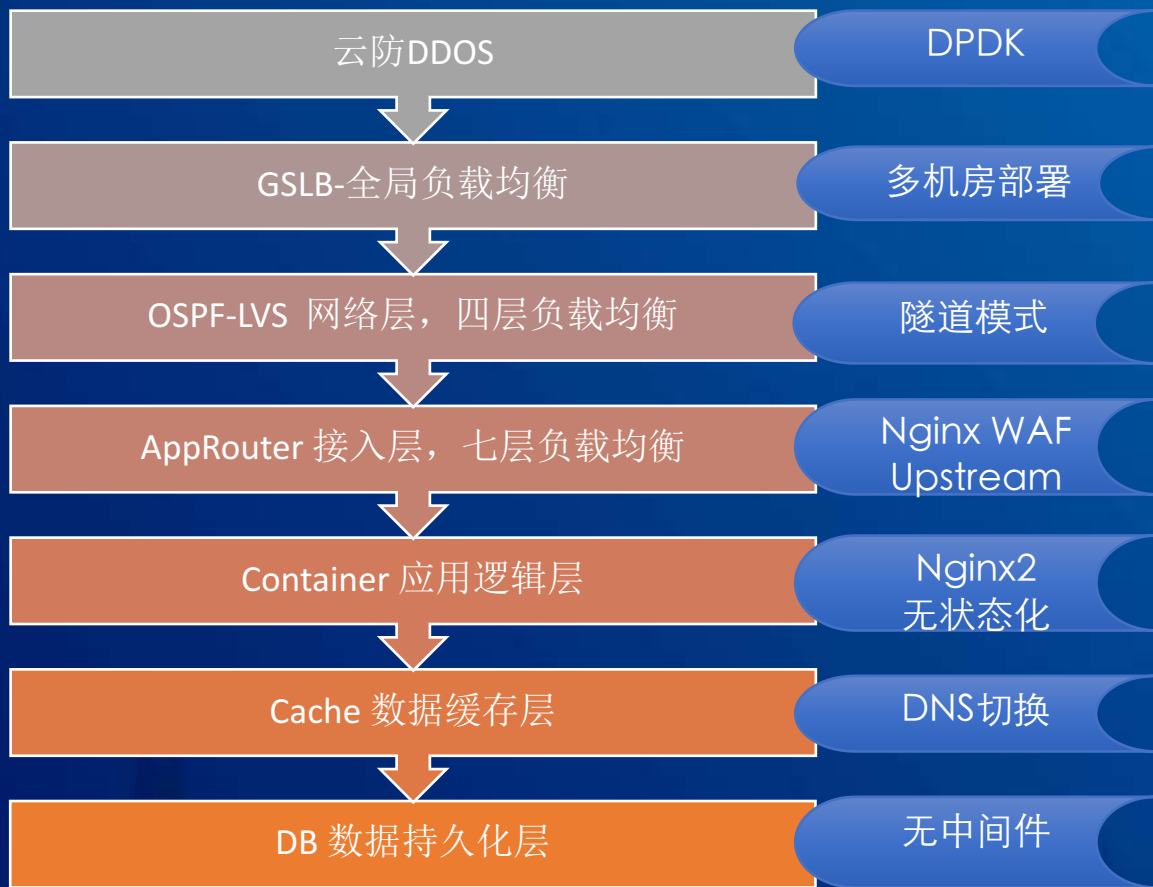 云防DDOS
DPDK
GSLB-全局负载均衡
多机房部署
OSPF-LVS 网络层，四层负载均衡
隧道模式
AppRouter 接入层，七层负载均衡
Nginx WAF
Upstream
Container 应用逻辑层
Nginx2
无状态化
Cache 数据缓存层
DNS切换
DB 数据持久化层
无中间件